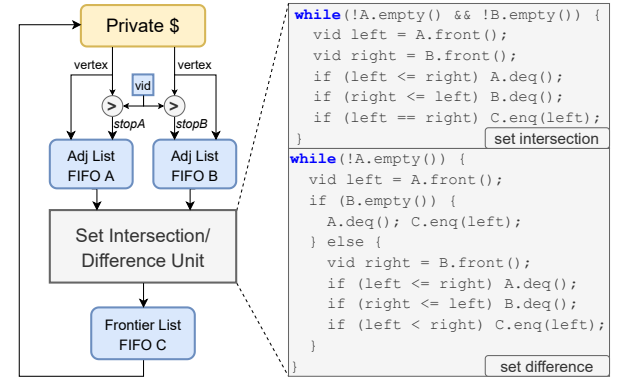 Private $
vertex
vertex
vid
>
>
stopA
stopB
Adj List
FIFO A
Adj List
FIFO B
Set Intersection/
Difference Unit
Frontier List
FIFO C
while(!A.empty() && !B.empty()) {
vid left = A.front();
vid right = B.front();
if (left <= right) A.deq();
if (right <= left) B.deq();
if (left == right) C.enq(left);
}
set intersection
while(!A.empty()) {
vid left = A.front();
if (B.empty()) {
A.deq(); C.enq(left);
} else {
vid right = B.front();
if (left <= right) A.deq();
if (right <= left) B.deq();
if (left < right) C.enq(left);
}
}
set difference